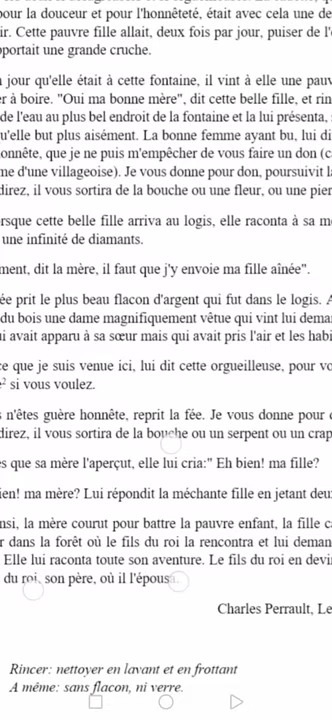 pour la douceur et pour l'honnêteté, était avec cela une de
ir. Cette pauvre fille allait, deux fois par jour, puiser de l'
pportait une grande cruche.
n jour qu'elle était à cette fontaine, il vint à elle une pauv
er à boire. "Oui ma bonne mère", dit cette belle fille, et rin
de l'eau au plus bel endroit de la fontaine et la lui présenta,
qu'elle but plus aisément. La bonne femme ayant bu, lui di
onnête, que je ne puis m'empêcher de vous faire un don (c
me d'une villageoise). Je vous donne pour don, poursuivit la
direz, il vous sortira de la bouche ou une fleur, ou une pier
rsque cette belle fille arriva au logis, elle raconta à sa m
une infinité de diamants.
ment, dit la mère, il faut que j'y envoie ma fille aînée".
ée prit le plus beau flacon d'argent qui fut dans le logis. A
du bois une dame magnifiquement vêtue qui vint lui dema
ui avait apparu à sa sœur mais qui avait pris l'air et les habi
ce que je suis venue ici, lui dit cette orgueilleuse, pour vo
² si vous voulez.
s n'êtes guère honnête, reprit la fée. Je vous donne pour d
direz, il vous sortira de la bouche ou un serpent ou un crap
ès que sa mère l'aperçut, elle lui cria:" Eh bien! ma fille?
ien! ma mère? Lui répondit la méchante fille en jetant deux
nsi, la mère courut pour battre la pauvre enfant, la fille c
r dans la forêt où le fils du roi la rencontra et lui deman
Elle lui raconta toute son aventure. Le fils du roi en devi
du roi, son père, où il l'épousa.
Charles Perrault, Le
Rincer: nettoyer en lavant et en frottant
A même: sans flacon, ni verre.